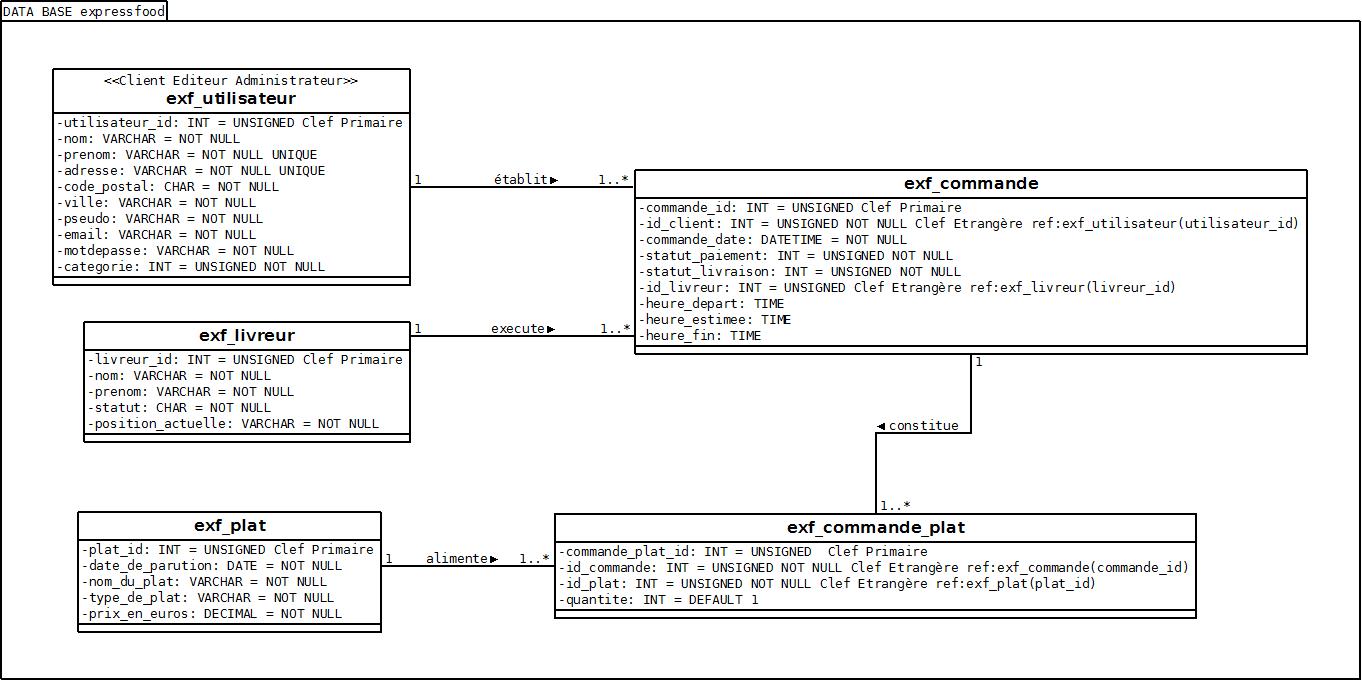 DATA BASE expressfood
<<Client Editeur Administrateur>>
exf_utilisateur
-utilisateur_id: INT = UNSIGNED Clef Primaire
-nom: VARCHAR = NOT NULL
-prenom: VARCHAR = NOT NULL UNIQUE
-adresse: VARCHAR = NOT NULL UNIQUE
-code_postal: CHAR = NOT NULL
-ville: VARCHAR = NOT NULL
-pseudo: VARCHAR = NOT NULL
-email: VARCHAR = NOT NULL
-motdepasse: VARCHAR = NOT NULL
-categorie: INT = UNSIGNED NOT NULL
1 établit► 1..*
exf_commande
-commande_id: INT = UNSIGNED Clef Primaire
-id_client: INT = UNSIGNED NOT NULL Clef Etrangère ref:exf_utilisateur(utilisateur_id)
-commande_date: DATETIME = NOT NULL
-statut_paiement: INT = UNSIGNED NOT NULL
-statut_livraison: INT = UNSIGNED NOT NULL
-id_livreur: INT = UNSIGNED Clef Etrangère ref:exf_livreur(livreur_id)
-heure_depart: TIME
-heure_estimee: TIME
-heure_fin: TIME
exf_livreur
-livreur_id: INT = UNSIGNED Clef Primaire
-nom: VARCHAR = NOT NULL
-prenom: VARCHAR = NOT NULL
-statut: CHAR = NOT NULL
-position_actuelle: VARCHAR = NOT NULL
1 execute► 1..*
1
◄constitue
1..*
exf_plat
-plat_id: INT = UNSIGNED Clef Primaire
-date_de_parution: DATE = NOT NULL
-nom_du_plat: VARCHAR = NOT NULL
-type_de_plat: VARCHAR = NOT NULL
-prix_en_euros: DECIMAL = NOT NULL
1 alimente► 1..*
exf_commande_plat
-commande_plat_id: INT = UNSIGNED  Clef Primaire
-id_commande: INT = UNSIGNED NOT NULL Clef Etrangère ref:exf_commande(commande_id)
-id_plat: INT = UNSIGNED NOT NULL Clef Etrangère ref:exf_plat(plat_id)
-quantite: INT = DEFAULT 1